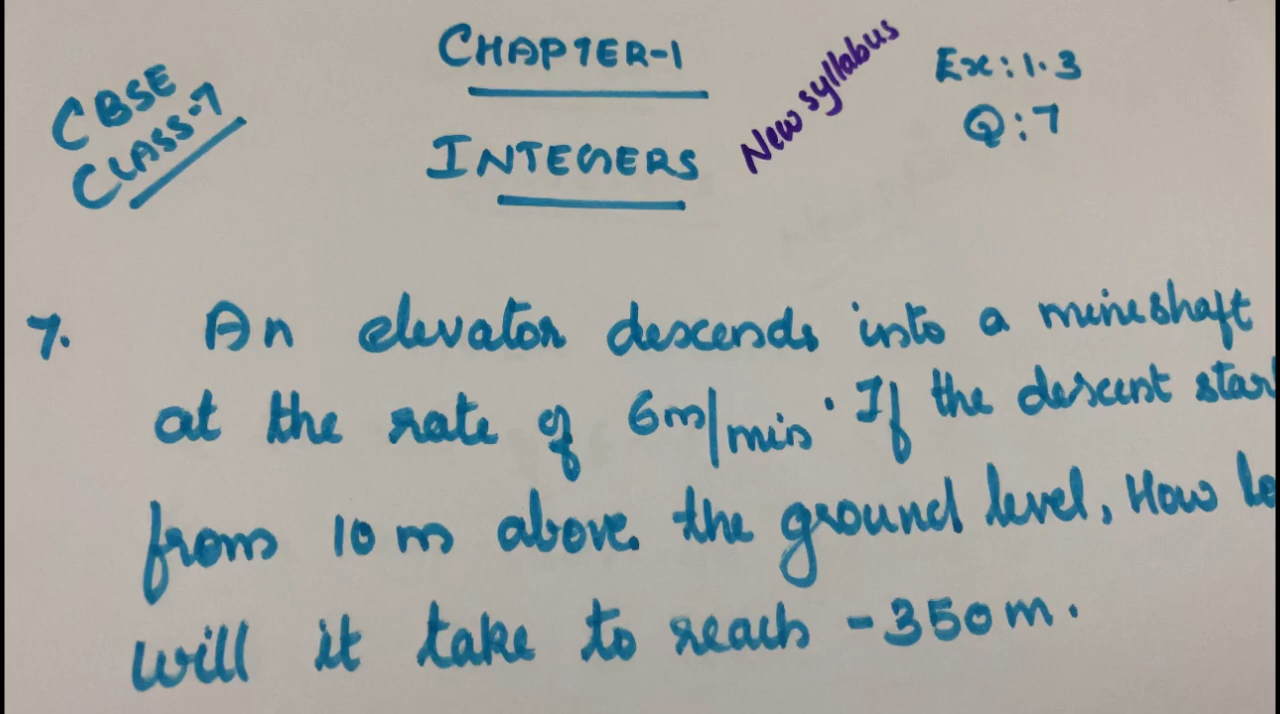 CHAPTER-1
CBSE
CLASS-7
INTEGERS
New syllabus
Ex: 1.3
Q: 7
7. An elevator descends into a mineshaft
at the rate of 6m/min. If the descent star
from 10 m above the ground level, How lo
will it take to reach -350m.